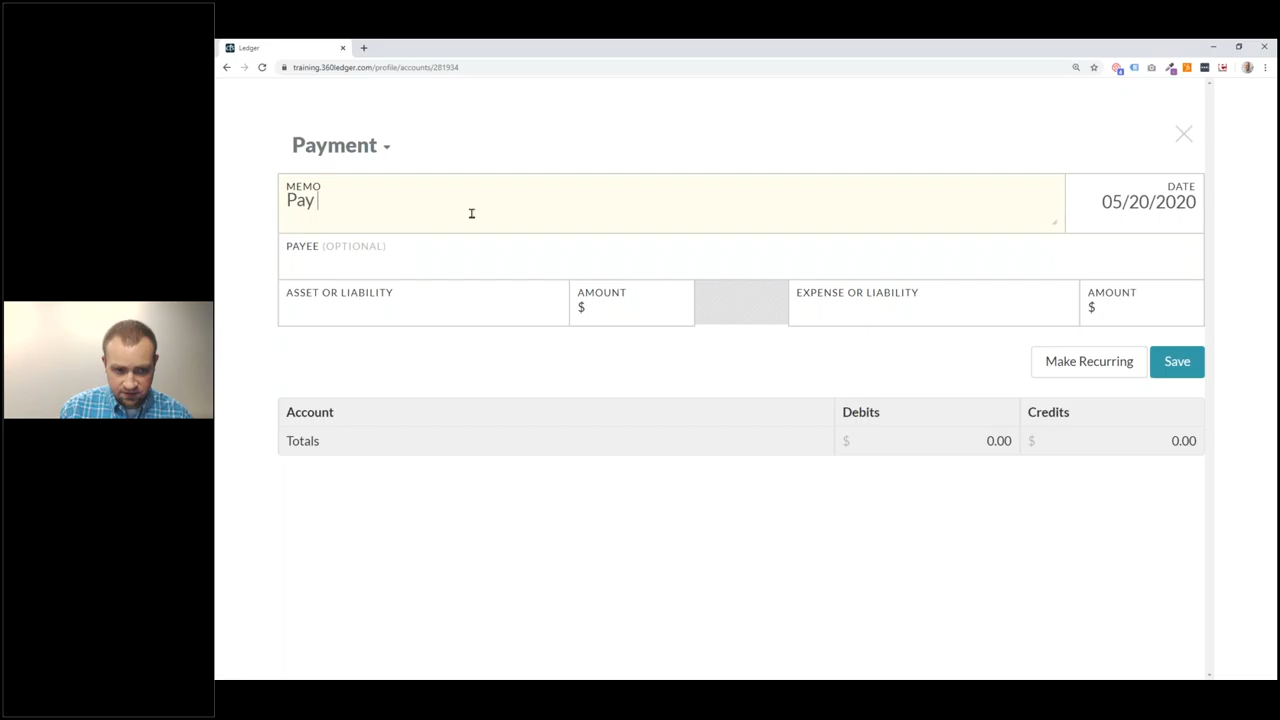 Ledger
training.360ledger.com/profile/accounts/281934
Payment
MEMO
Pay
DATE
05/20/2020
PAYEE (OPTIONAL)
ASSET OR LIABILITY
AMOUNT
$
EXPENSE OR LIABILITY
AMOUNT
$
Make Recurring
Save
Account Debits Credits
Totals $ 0.00 $ 0.00